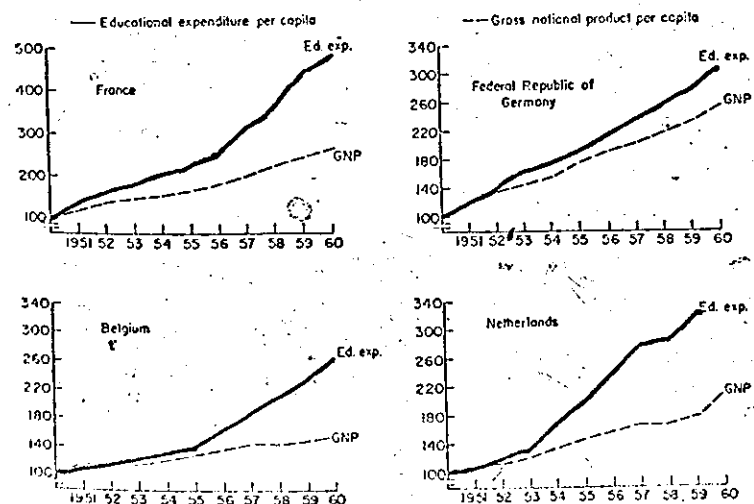 Educational expenditure per capita
Gross national product per capita
500
400
300
200
100
France
Ed. exp.
GNP
1951 52 53 54 55 56 57 58 59 60
300
260
220
180
140
100
Federal Republic of
Germany
Ed. exp.
GNP
1951 52 53 54 55 56 57 58 59 60
340
300
260
220
180
140
100
Belgium
Ed. exp.
GNP
1951 52 53 54 55 56 57 58 59 60
340
300
260
220
180
140
100
Netherlands
Ed. exp.
GNP
1951 52 53 54 55 56 57 58 59 60